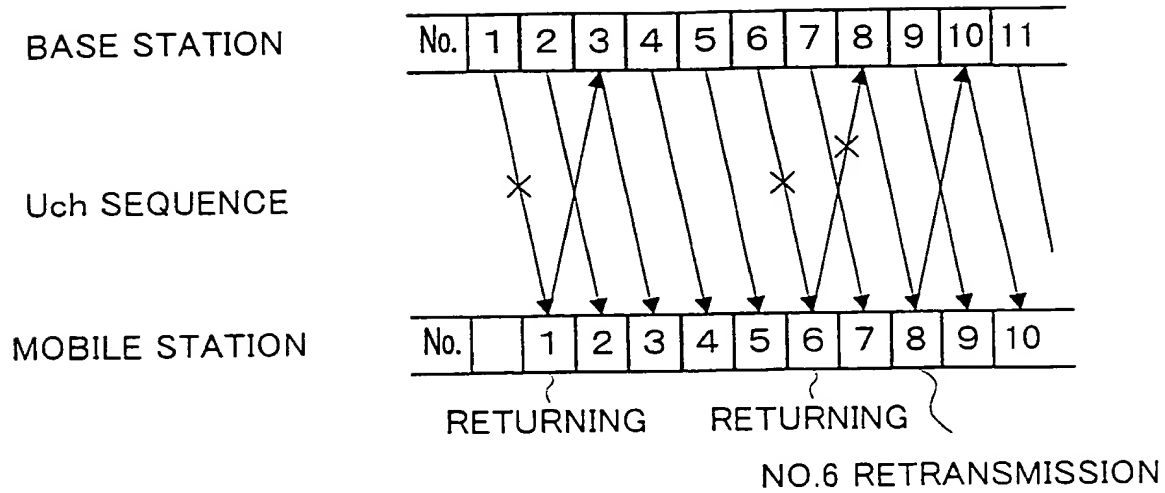 BASE STATION No. 1 2 3 4 5 6 7 8 9 10 11
Uch SEQUENCE
MOBILE STATION No. 1 2 3 4 5 6 7 8 9 10
RETURNING RETURNING
NO.6 RETRANSMISSION